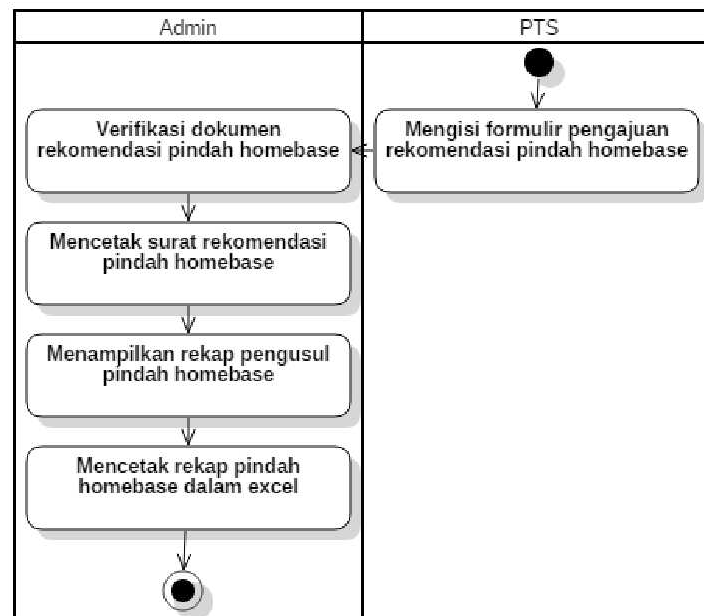 Admin
PTS
Mengisi formulir pengajuan
rekomendasi pindah homebase
Verifikasi dokumen
rekomendasi pindah homebase
Mencetak surat rekomendasi
pindah homebase
Menampilkan rekap pengusul
pindah homebase
Mencetak rekap pindah
homebase dalam excel